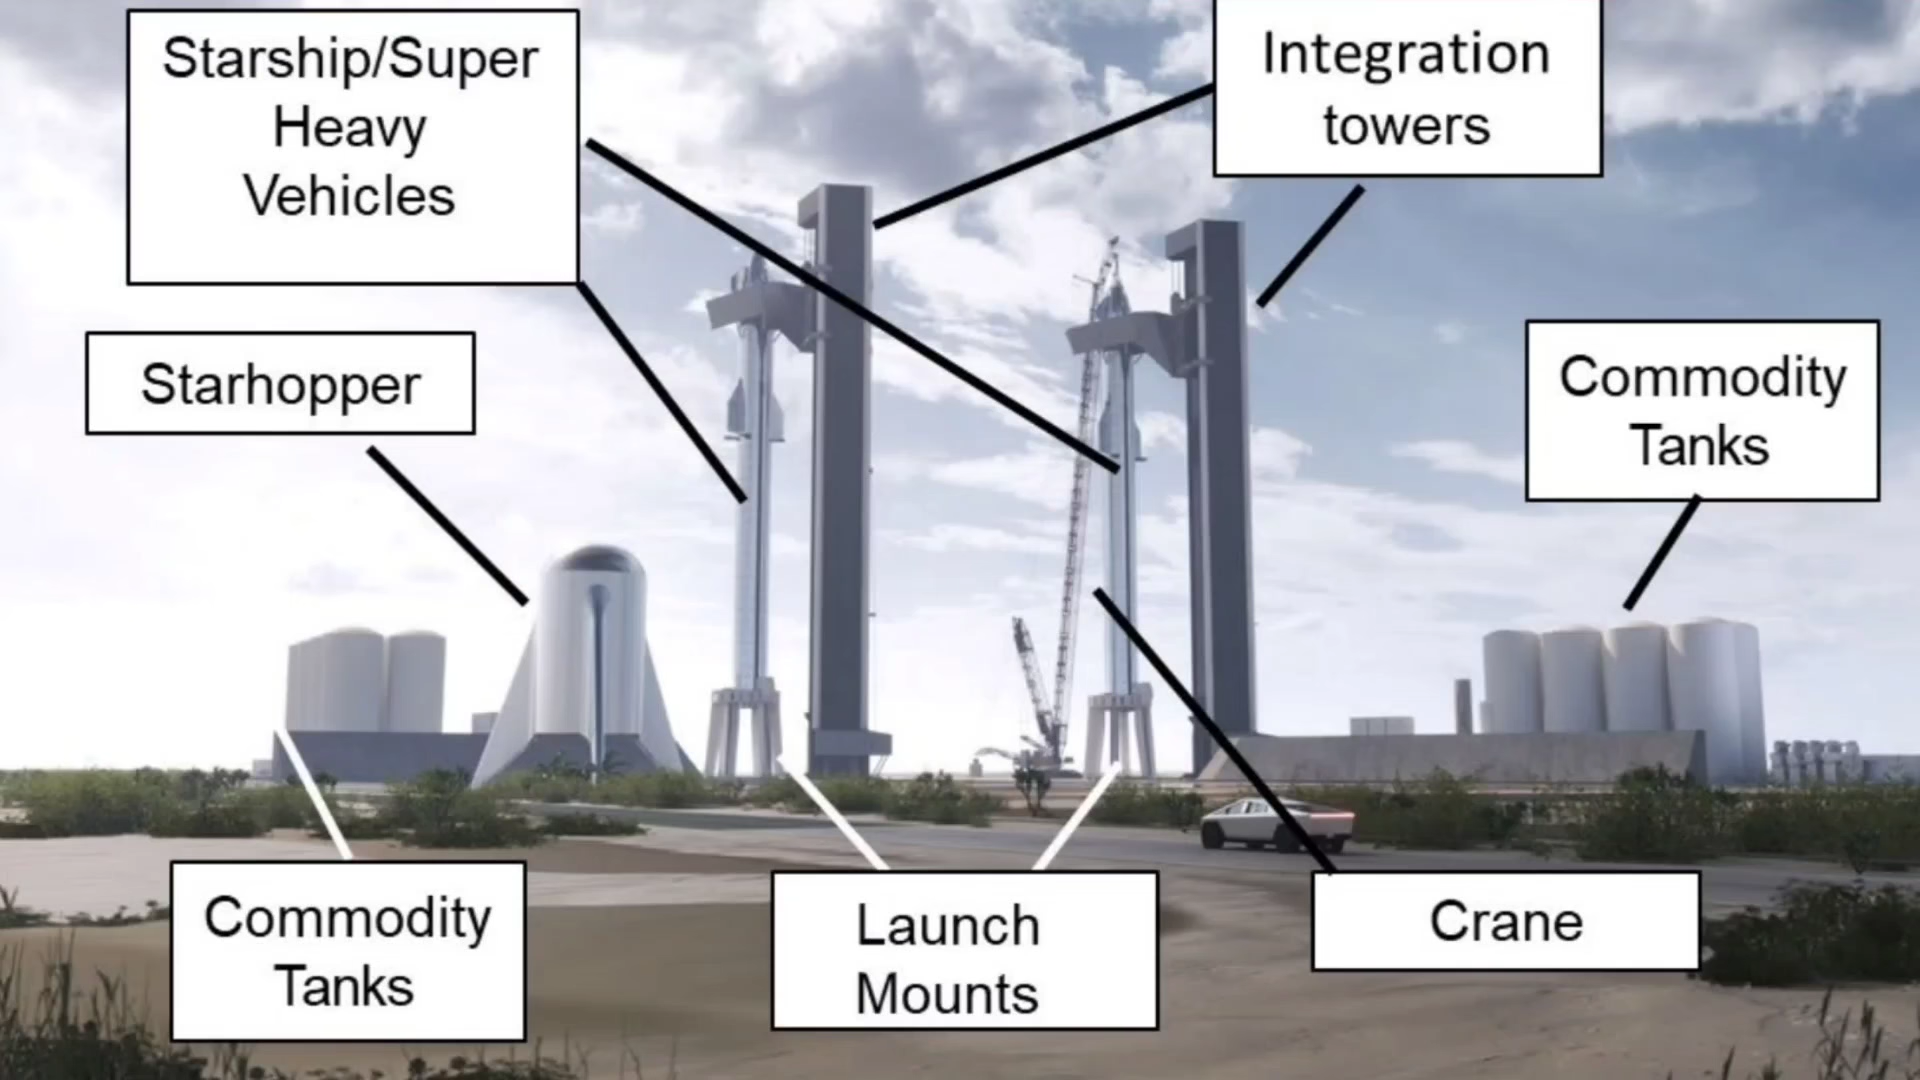 Starship/Super
Heavy
Vehicles
Integration
towers
Starhopper
Commodity
Tanks
Commodity
Tanks
Launch
Mounts
Crane